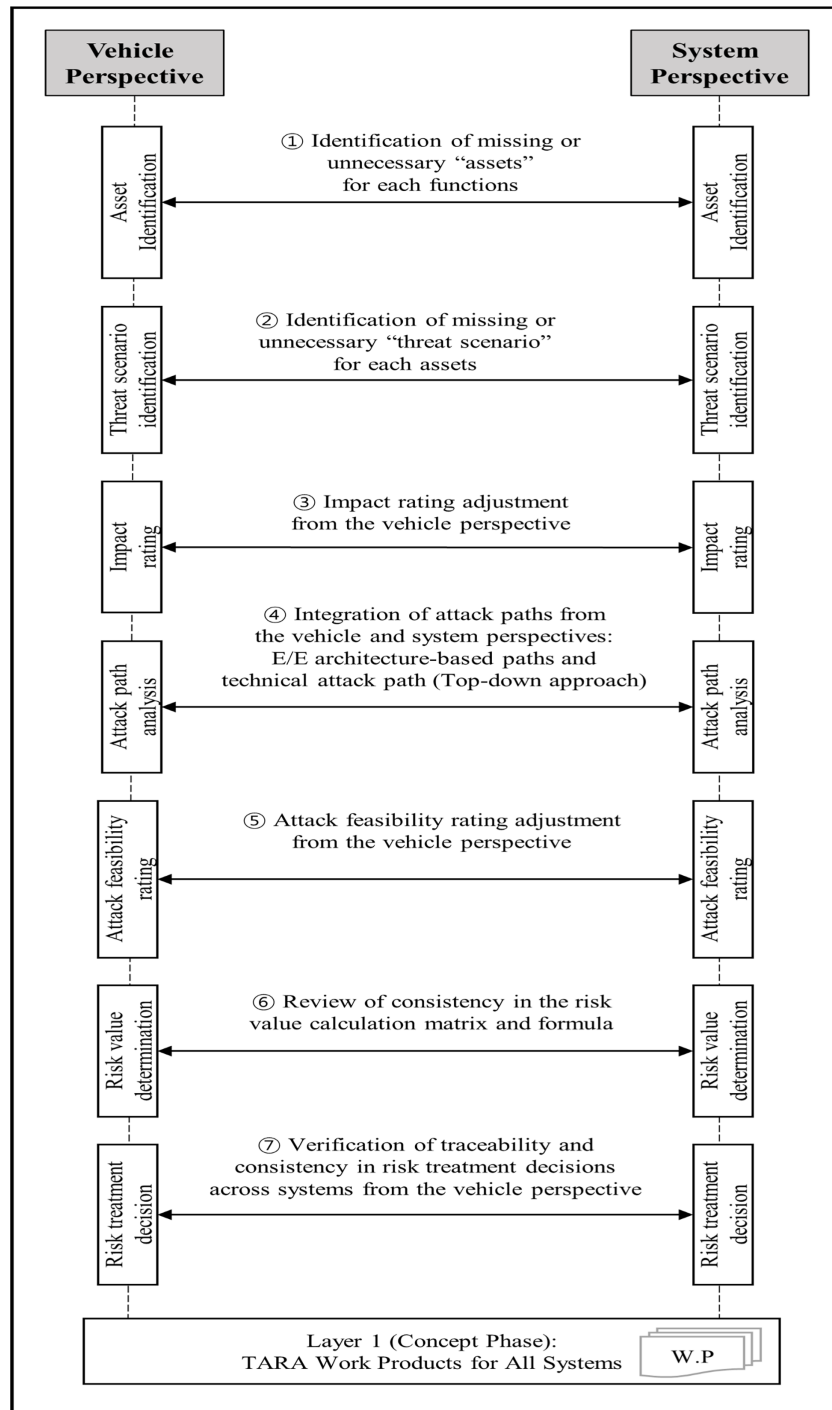 Vehicle
Perspective
System
Perspective
① Identification of missing or
unnecessary “assets”
for each functions
Asset
Identification
Asset
Identification
② Identification of missing or
unnecessary “threat scenario”
for each assets
Threat scenario
identification
Threat scenario
identification
③ Impact rating adjustment
from the vehicle perspective
Impact
rating
Impact
rating
④ Integration of attack paths from
the vehicle and system perspectives:
E/E architecture-based paths and
technical attack path (Top-down approach)
Attack path
analysis
Attack path
analysis
⑤ Attack feasibility rating adjustment
from the vehicle perspective
Attack feasibility
rating
Attack feasibility
rating
⑥ Review of consistency in the risk
value calculation matrix and formula
Risk value
determination
Risk value
determination
⑦ Verification of traceability and
consistency in risk treatment decisions
across systems from the vehicle perspective
Risk treatment
decision
Risk treatment
decision
Layer 1 (Concept Phase):
TARA Work Products for All Systems
W.P